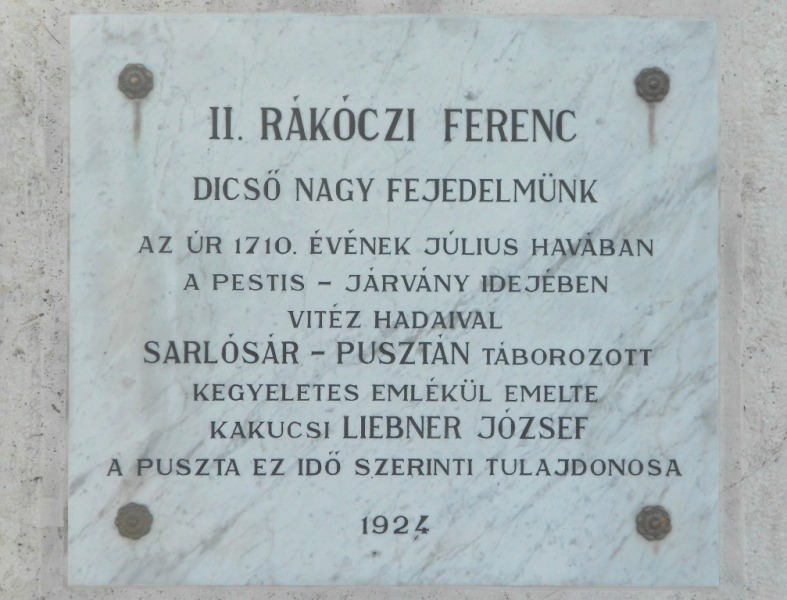 II. RÁKÓCZI FERENC
DICSŐ NAGY FEJEDELMÜNK
AZ ÚR 1710. ÉVÉNEK JÚLIUS HAVÁBAN
A PESTIS – JÁRVÁNY IDEJÉBEN
VITÉZ HADAIVAL
SARLÓSÁR – PUSZTÁN TÁBOROZOTT
KEGYELETES EMLÉKÜL EMELTE
KAKUCSI LIEBNER JÓZSEF
A PUSZTA EZ IDŐ SZERINTI TULAJDONOSA
1924